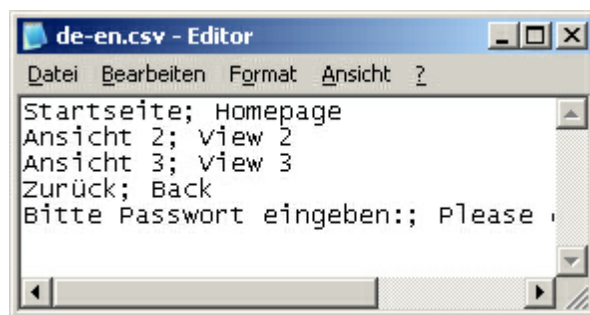 de-en.csv - Editor
Datei Bearbeiten Format Ansicht ?
Startseite; Homepage
Ansicht 2; View 2
Ansicht 3; View 3
Zurück; Back
Bitte Passwort eingeben:; Please